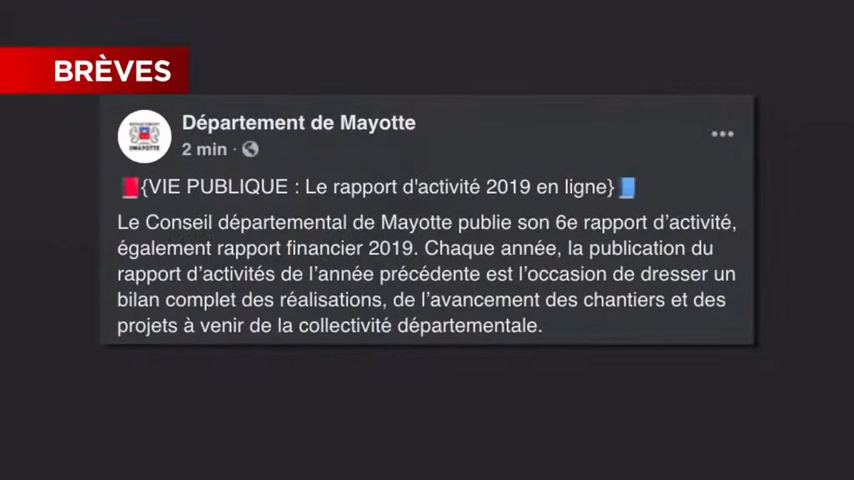 BRÈVES
Département de Mayotte
2 min ·
{VIE PUBLIQUE : Le rapport d'activité 2019 en ligne}
Le Conseil départemental de Mayotte publie son 6e rapport d’activité,
également rapport financier 2019. Chaque année, la publication du
rapport d’activités de l’année précédente est l’occasion de dresser un
bilan complet des réalisations, de l’avancement des chantiers et des
projets à venir de la collectivité départementale.